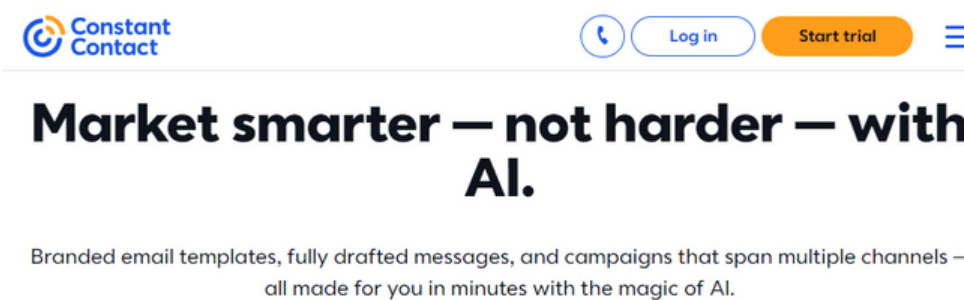 Constant
Contact
Log in
Start trial
Market smarter — not harder — with
AI.
Branded email templates, fully drafted messages, and campaigns that span multiple channels —
all made for you in minutes with the magic of AI.